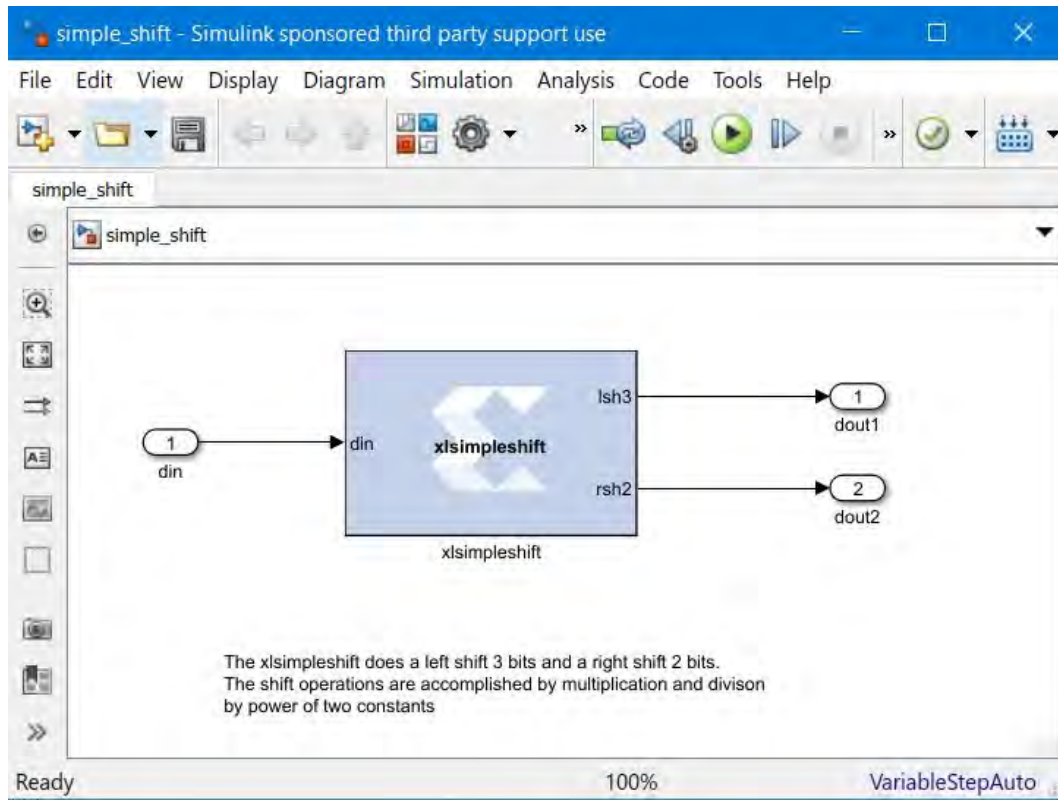 simple_shift - Simulink sponsored third party support use
File Edit View Display Diagram Simulation Analysis Code Tools Help
» »
simple_shift
simple_shift
1
din
din
xlsimpleshift
lsh3
rsh2
xlsimpleshift
1
dout1
2
dout2
The xlsimpleshift does a left shift 3 bits and a right shift 2 bits.
The shift operations are accomplished by multiplication and divison
by power of two constants
Ready 100% VariableStepAuto